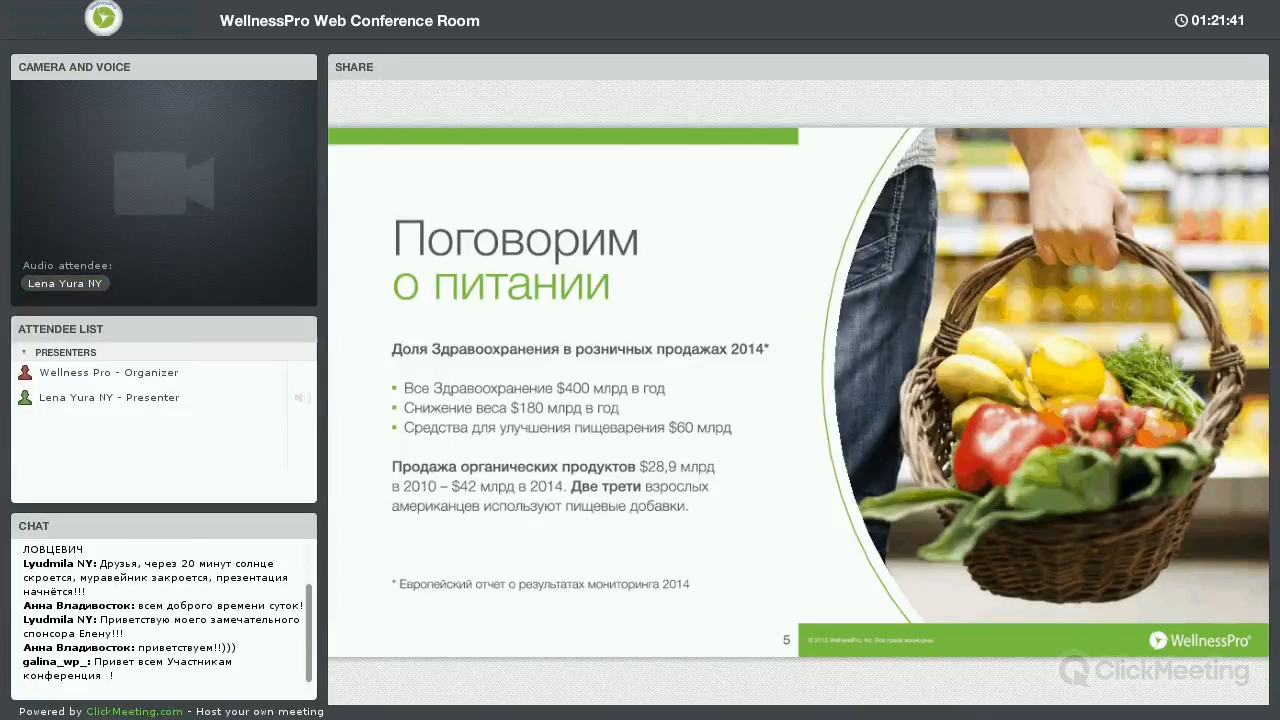 WellnessPro Web Conference Room
01:21:41
CAMERA AND VOICE
Audio attendee:
Lena Yura NY
ATTENDEE LIST
PRESENTERS
Wellness Pro - Organizer
Lena Yura NY - Presenter
CHAT
ЛОВЦЕВИЧ
Lyudmila NY: Друзья, через 20 минут солнце
скроется, муравейник закроется, презентация
начнётся!!!
Анна Владивосток: всем доброго времени суток!
Lyudmila NY: Приветствую моего замечательного
спонсора Елену!!!
Анна Владивосток: приветствуем!!)))
galina_wp_: Привет всем Участникам
конференция !
Powered by ClickMeeting.com - Host your own meeting
SHARE
Поговорим
о питании
Доля Здравоохранения в розничных продажах 2014*
▪ Все Здравоохранение $400 млрд в год
▪ Снижение веса $180 млрд в год
▪ Средства для улучшения пищеварения $60 млрд
Продажа органических продуктов $28,9 млрд
в 2010 – $42 млрд в 2014. Две трети взрослых
американцев используют пищевые добавки.
* Европейский отчет о результатах мониторинга 2014
5
© 2015 WellnessPro, Inc. Все права защищены.
WellnessPro®
ClickMeeting